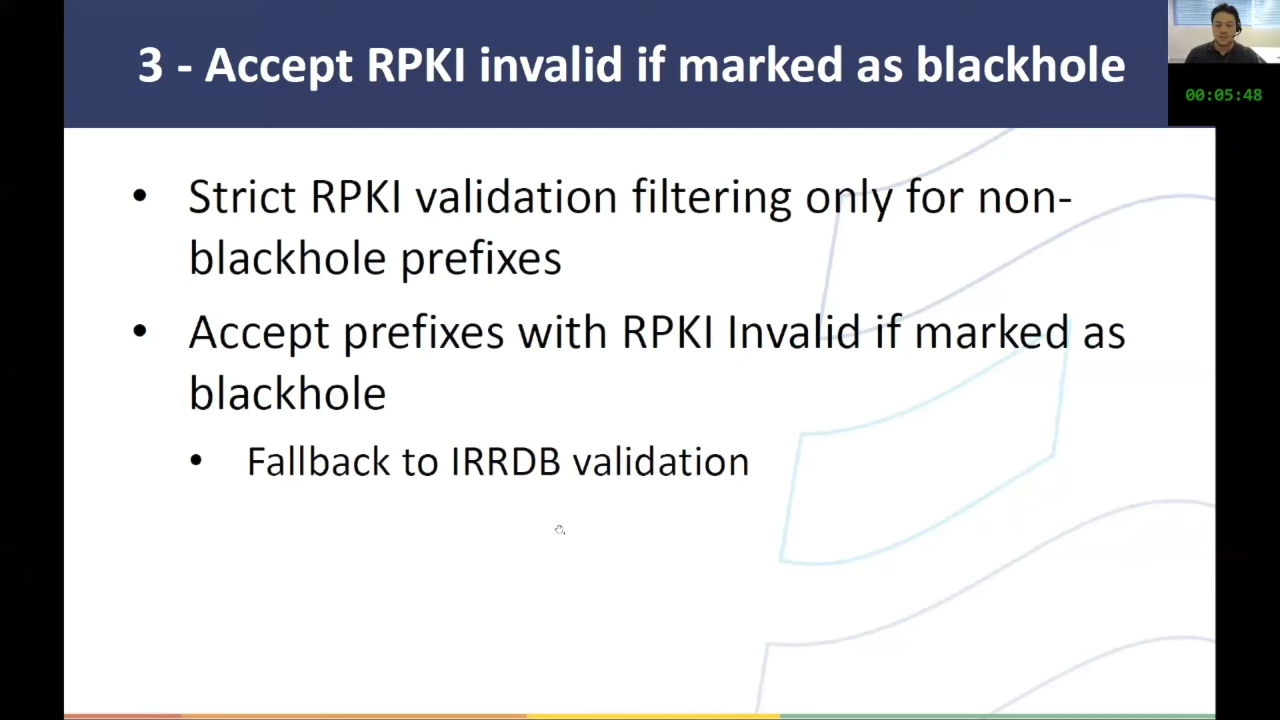 3 - Accept RPKI invalid if marked as blackhole
00:05:48
• Strict RPKI validation filtering only for non-
blackhole prefixes
• Accept prefixes with RPKI Invalid if marked as
blackhole
• Fallback to IRRDB validation